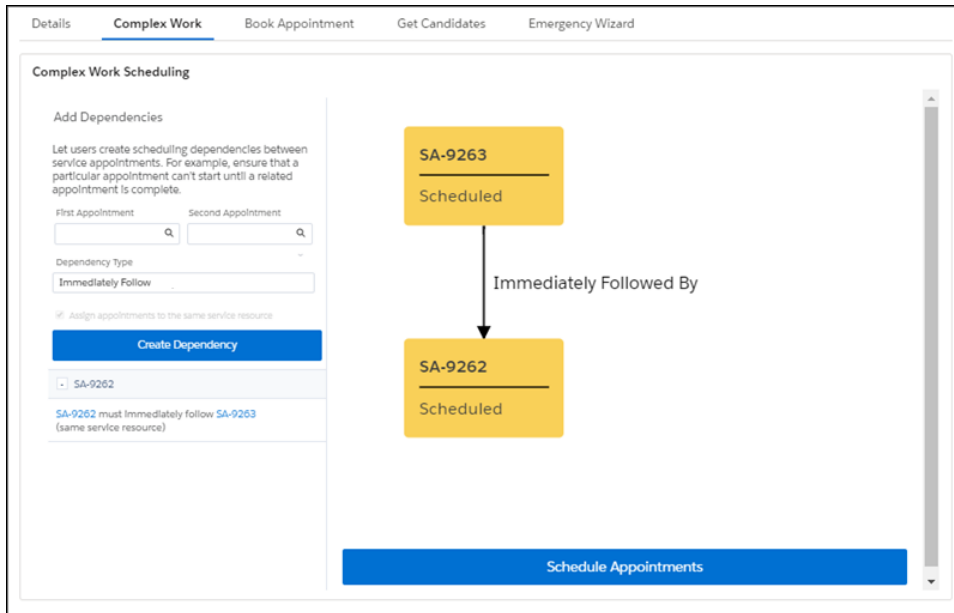 Details
Complex Work
Book Appointment
Get Candidates
Emergency Wizard
Complex Work Scheduling
Add Dependencies
Let users create scheduling dependencies between
service appointments. For example, ensure that a
particular appointment can't start until a related
appointment is complete.
First Appointment
Second Appointment
Dependency Type
Immediately Follow
Assign appointments to the same service resource
Create Dependency
SA-9262
SA-9262 must immediately follow SA-9263
(same service resource)
SA-9263
Scheduled
Immediately Followed By
SA-9262
Scheduled
Schedule Appointments